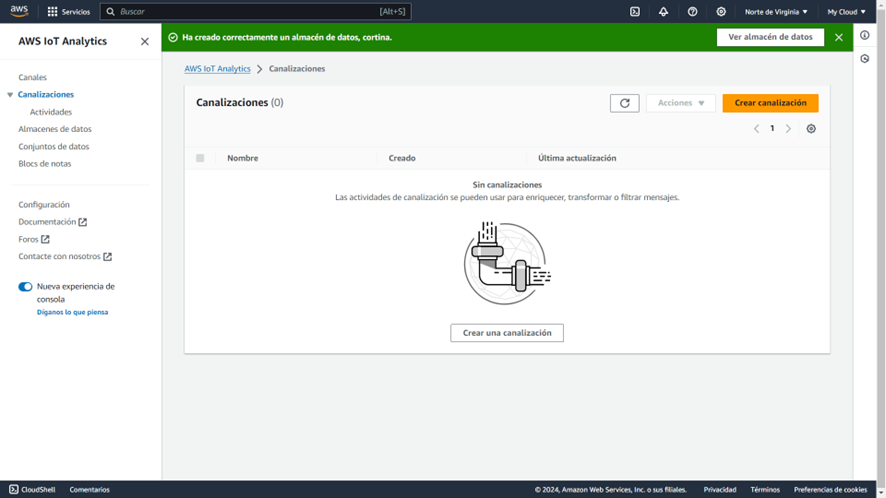 aws
Servicios
Buscar
[Alt+S]
Norte de Virginia
My Cloud
AWS IoT Analytics
Canales
Canalizaciones
Actividades
Almacenes de datos
Conjuntos de datos
Blocs de notas
Configuración
Documentación
Foros
Contacte con nosotros
Nueva experiencia de
consola
Díganos lo que piensa
Ha creado correctamente un almacén de datos, cortina.
Ver almacén de datos
AWS IoT Analytics
Canalizaciones
Canalizaciones (0)
Acciones
Crear canalización
1
Nombre
Creado
Última actualización
Sin canalizaciones
Las actividades de canalización se pueden usar para enriquecer, transformar o filtrar mensajes.
Crear una canalización
CloudShell
Comentarios
© 2024, Amazon Web Services, Inc. o sus filiales.
Privacidad
Términos
Preferencias de cookies